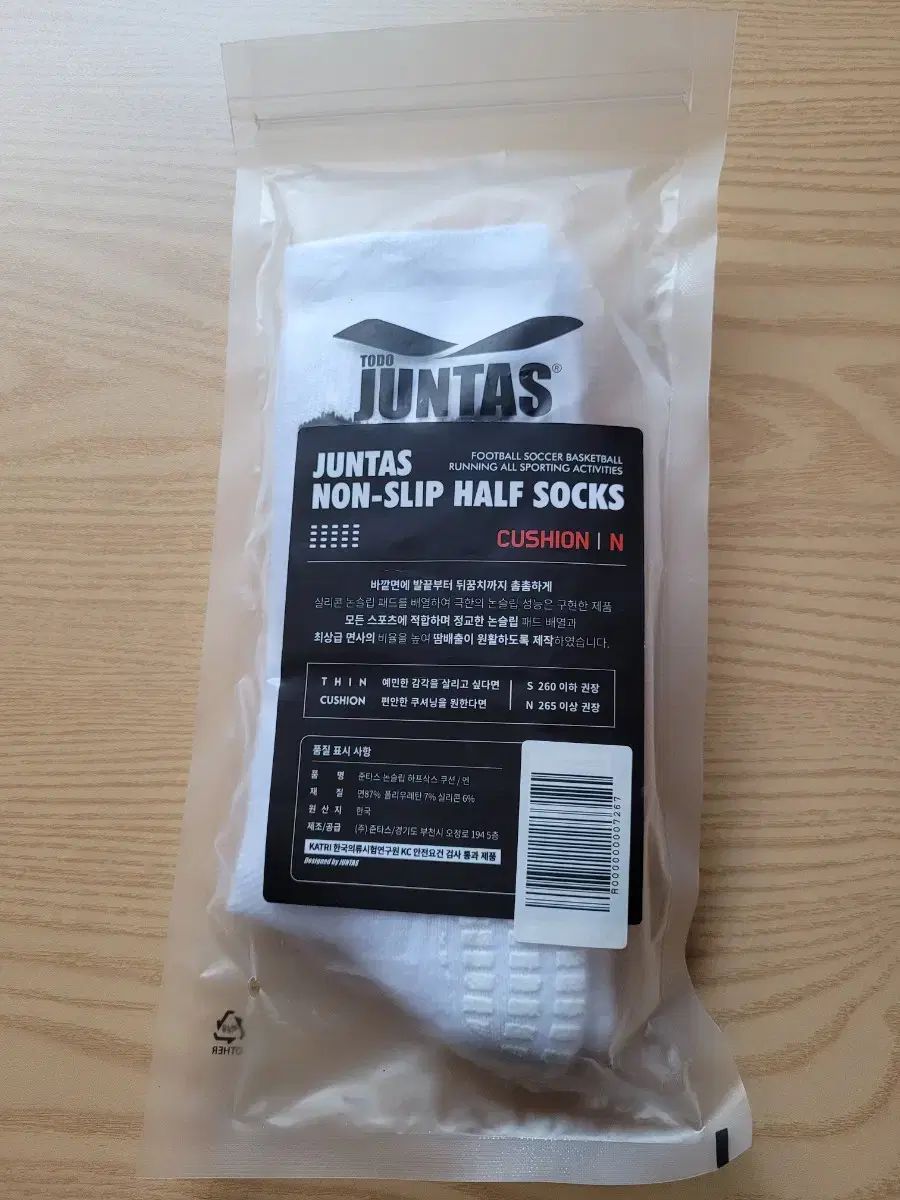 TODO
JUNTAS®
JUNTAS
NON-SLIP HALF SOCKS
FOOTBALL SOCCER BASKETBALL
RUNNING ALL SPORTING ACTIVITIES
CUSHION | N
바깥면에 발끝부터 뒤꿈치까지 촘촘하게
실리콘 논슬립 패드를 배열하여 극한의 논슬립 성능은 구현한 제품
모든 스포츠에 적합하며 정교한 논슬립 패드 배열과
최상급 면사의 비율을 높여 땀배출이 원활하도록 제작하였습니다.
THIN 예민한 감각을 살리고 싶다면
CUSHION 편안한 쿠셔닝을 원한다면
S 260 이하 권장
N 265 이상 권장
품질 표시 사항
품 명 준타스 논슬립 하프삭스 쿠션 / 면
재 질 면87% 폴리우레탄 7% 실리콘 6%
원 산 지 한국
제조/공급 (주) 준타스/경기도 부천시 오정로 194 5층
KATRI 한국의류시험연구원 KC 안전요건 검사 통과 제품
Designed by JUNTAS
R000000007267
OTHER